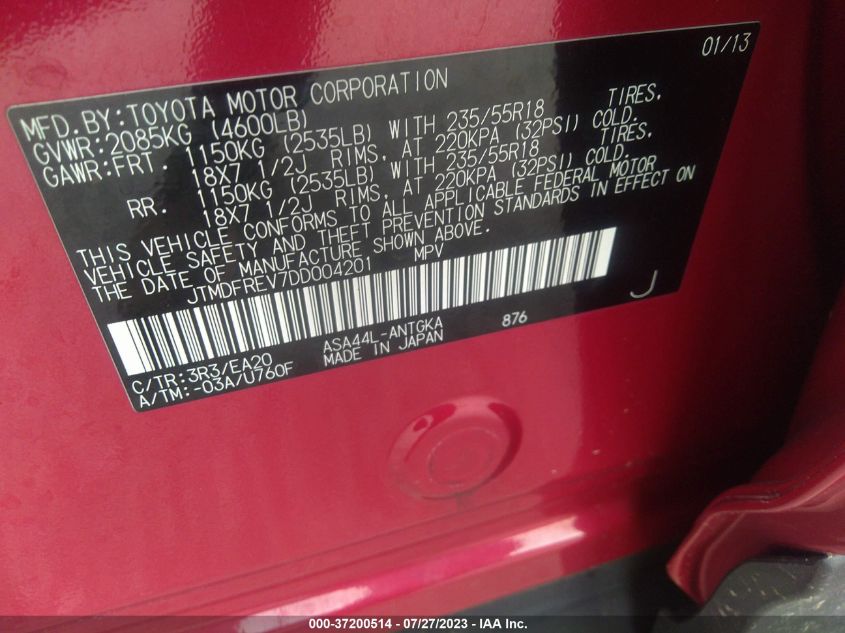 01/13
MFD.BY:TOYOTA MOTOR CORPORATION
GVWR:2085KG (4600LB)
GAWR:FRT. 1150KG (2535LB) WITH 235/55R18 TIRES,
18X7 1/2J RIMS, AT 220KPA (32PSI) COLD.
RR. 1150KG (2535LB) WITH 235/55R18 TIRES,
18X7 1/2J RIMS, AT 220KPA (32PSI) COLD.
THIS VEHICLE CONFORMS TO ALL APPLICABLE FEDERAL MOTOR
VEHICLE SAFETY AND THEFT PREVENTION STANDARDS IN EFFECT ON
THE DATE OF MANUFACTURE SHOWN ABOVE.
JTMDFREV7DD004201 MPV
J
C/TR:3R3/EA20 ASA44L-ANTGKA 876
A/TM:-03A/U760F MADE IN JAPAN
000-37200514 - 07/27/2023 - IAA Inc.